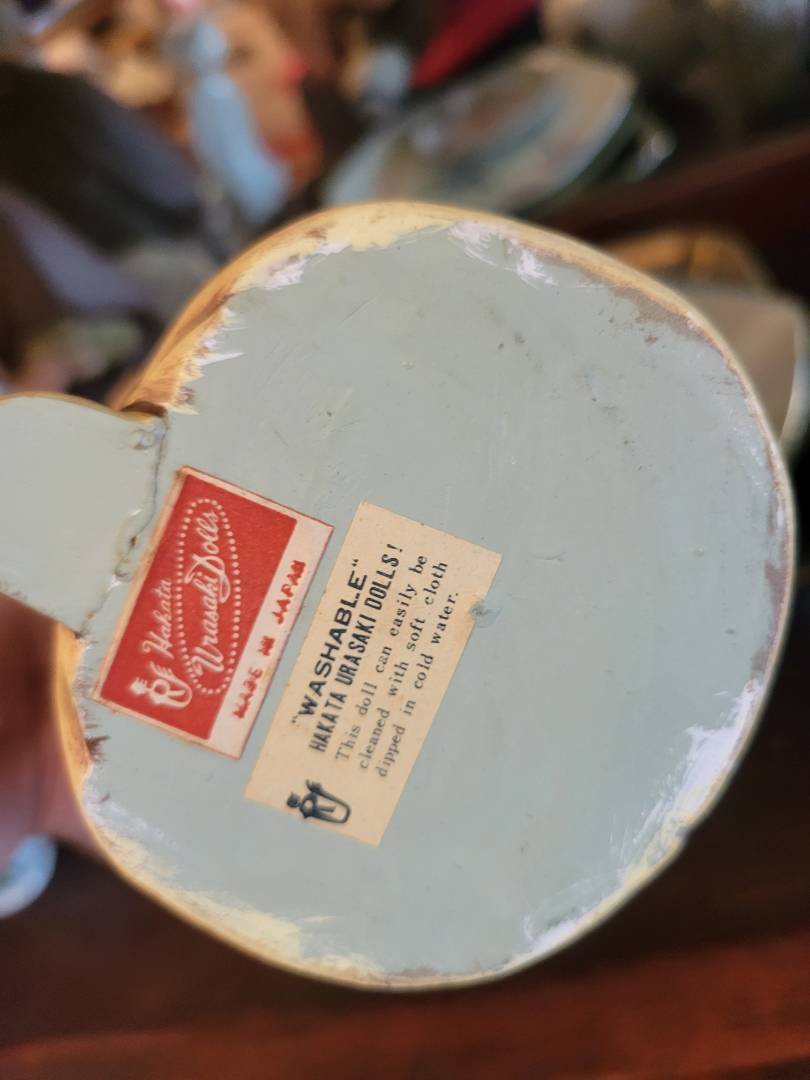 Hakata
Urasaki Dolls
MADE IN JAPAN
"WASHABLE"
HAKATA URASAKI DOLLS!
This doll can easily be
cleaned with soft cloth
dipped in cold water.